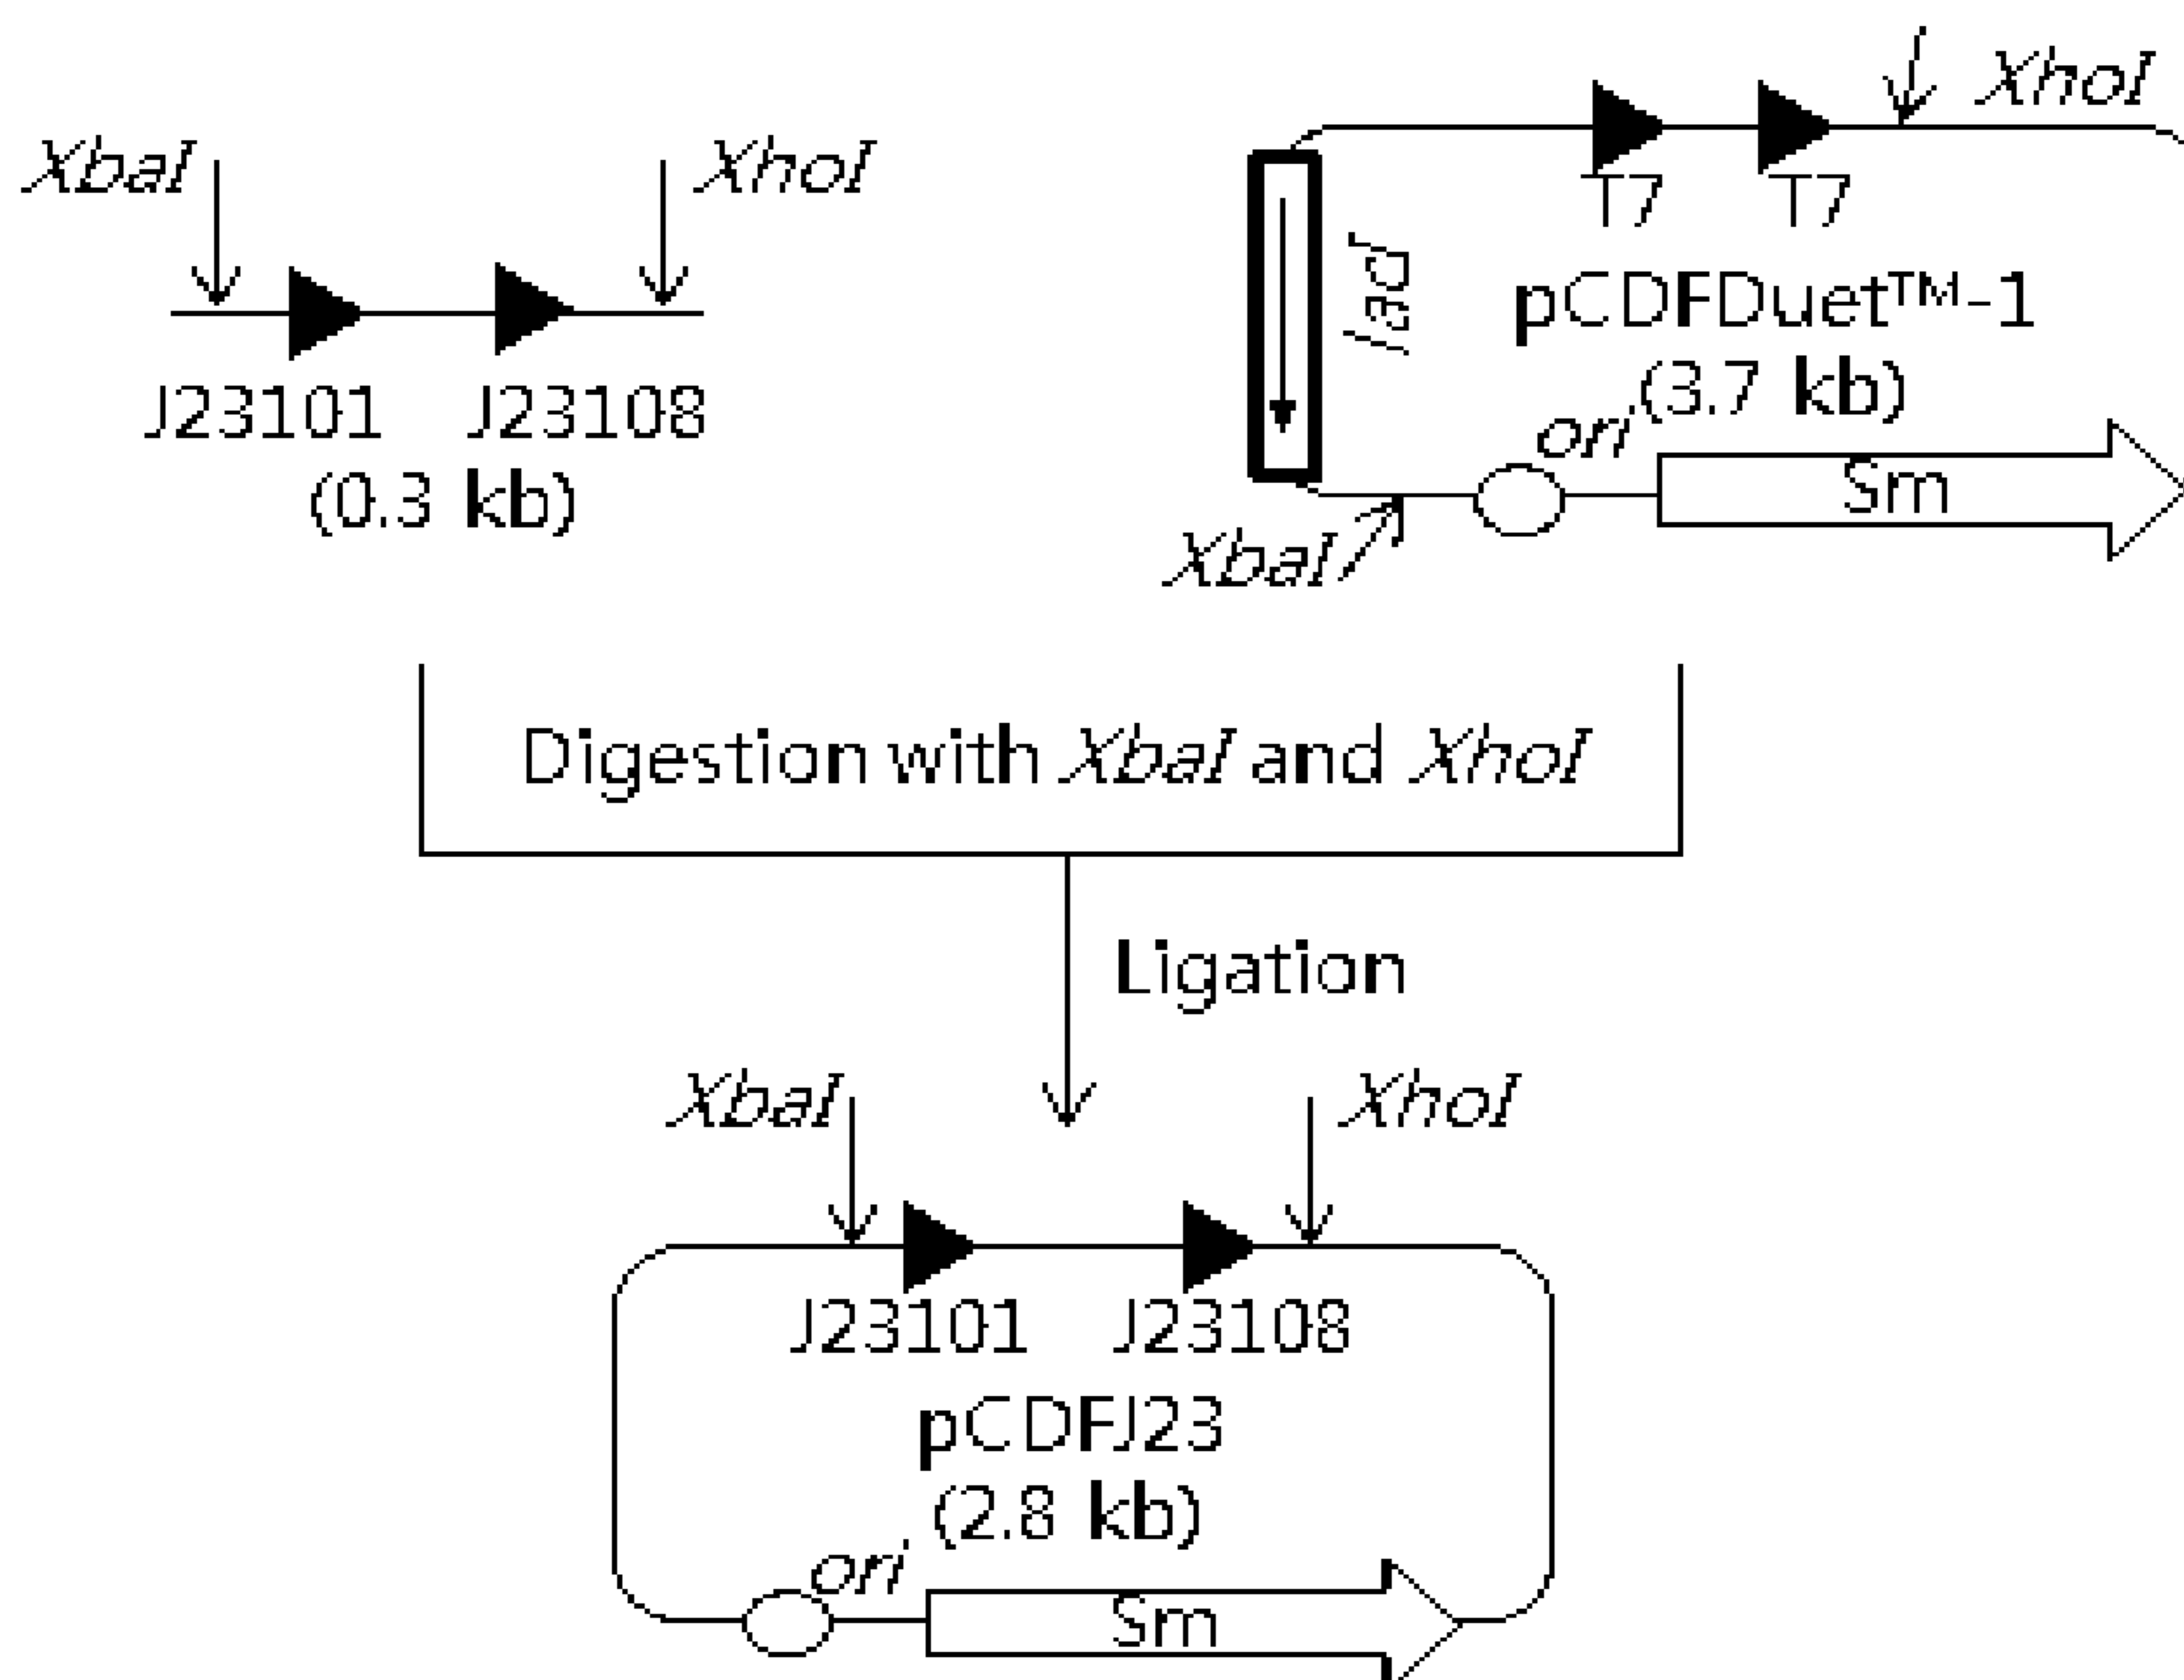 XbaI
XhoI
J23101 J23108
(0.3 kb)
XhoI
T7 T7
lacI
pCDFDuet™-1
(3.7 kb)
ori
Sm
XbaI
Digestion with XbaI and XhoI
Ligation
XbaI
XhoI
J23101 J23108
pCDFJ23
(2.8 kb)
ori
Sm